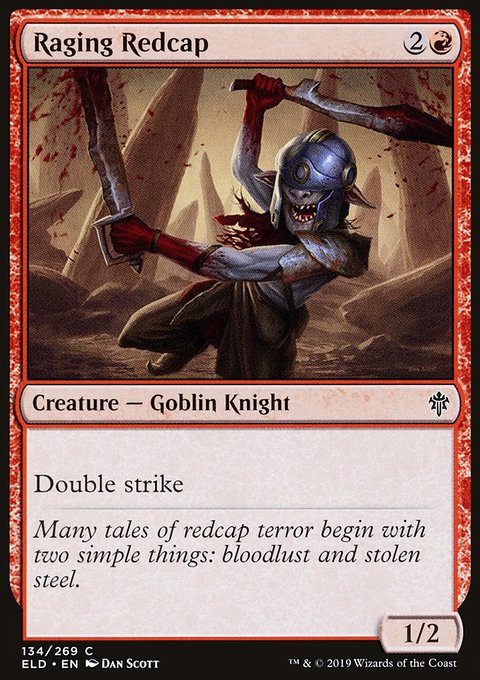 Raging Redcap 2
Creature — Goblin Knight
Double strike
Many tales of redcap terror begin with
two simple things: bloodlust and stolen
steel.
1/2
134/269 C
ELD • EN Dan Scott
™ & © 2019 Wizards of the Coast